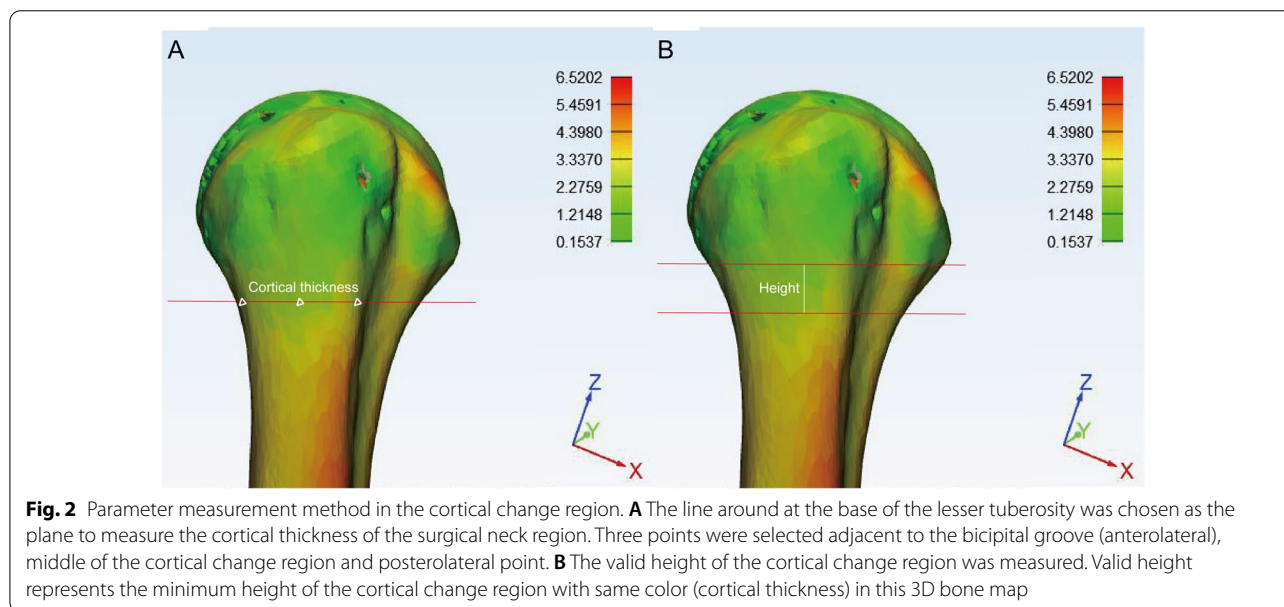 A
B
6.5202
5.4591
4.3980
3.3370
2.2759
1.2148
0.1537
6.5202
5.4591
4.3980
3.3370
2.2759
1.2148
0.1537
Cortical thickness
Height
Z
Y
X
Z
Y
X
Fig. 2 Parameter measurement method in the cortical change region. A The line around at the base of the lesser tuberosity was chosen as the
plane to measure the cortical thickness of the surgical neck region. Three points were selected adjacent to the bicipital groove (anterolateral),
middle of the cortical change region and posterolateral point. B The valid height of the cortical change region was measured. Valid height
represents the minimum height of the cortical change region with same color (cortical thickness) in this 3D bone map